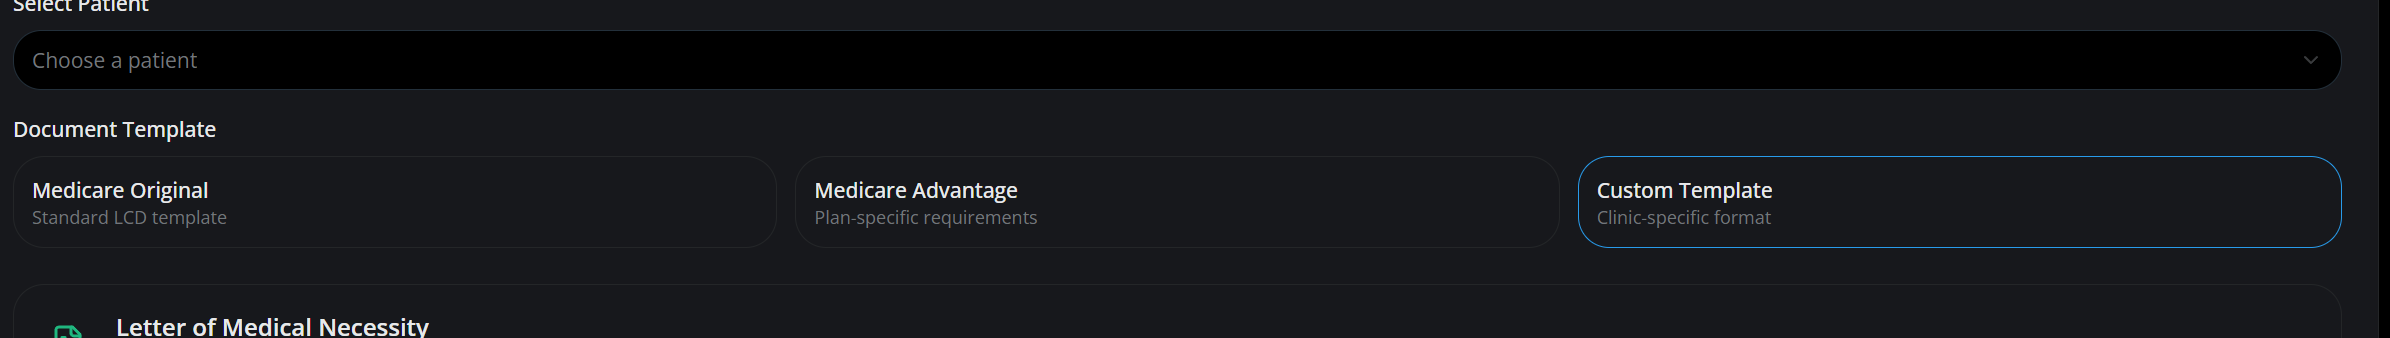 Select Patient
Choose a patient
Document Template
Medicare Original
Standard LCD template
Medicare Advantage
Plan-specific requirements
Custom Template
Clinic-specific format
Letter of Medical Necessity